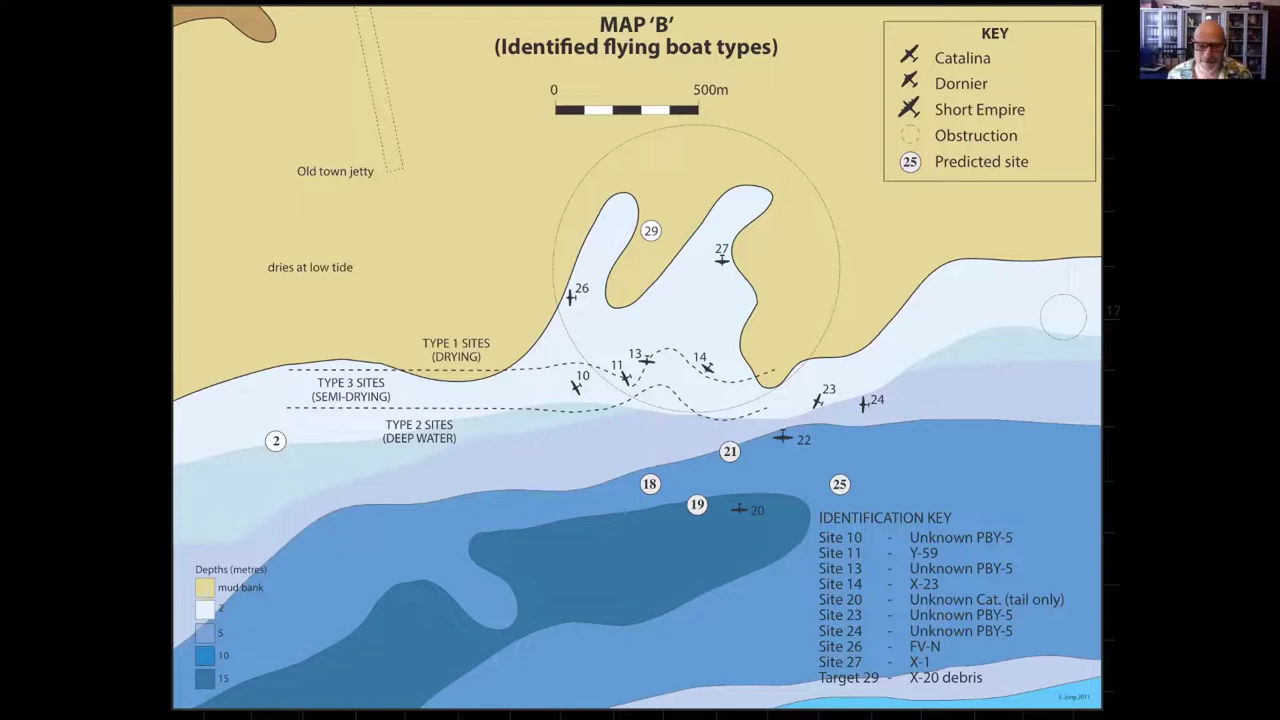 MAP ‘B’
(Identified flying boat types)
0 500m
KEY
Catalina
Dornier
Short Empire
Obstruction
25 Predicted site
Old town jetty
dries at low tide
29
27
26
TYPE 1 SITES
(DRYING)
13
14
11
10
TYPE 3 SITES
(SEMI-DRYING)
23
24
TYPE 2 SITES
(DEEP WATER)
2
22
21
18
25
19
20
IDENTIFICATION KEY
Site 10 - Unknown PBY-5
Site 11 - Y-59
Site 13 - Unknown PBY-5
Site 14 - X-23
Site 20 - Unknown Cat. (tail only)
Site 23 - Unknown PBY-5
Site 24 - Unknown PBY-5
Site 26 - FV-N
Site 27 - X-1
Target 29 - X-20 debris
Depths (metres)
mud bank
2
5
10
15
S. Jung 2011
17